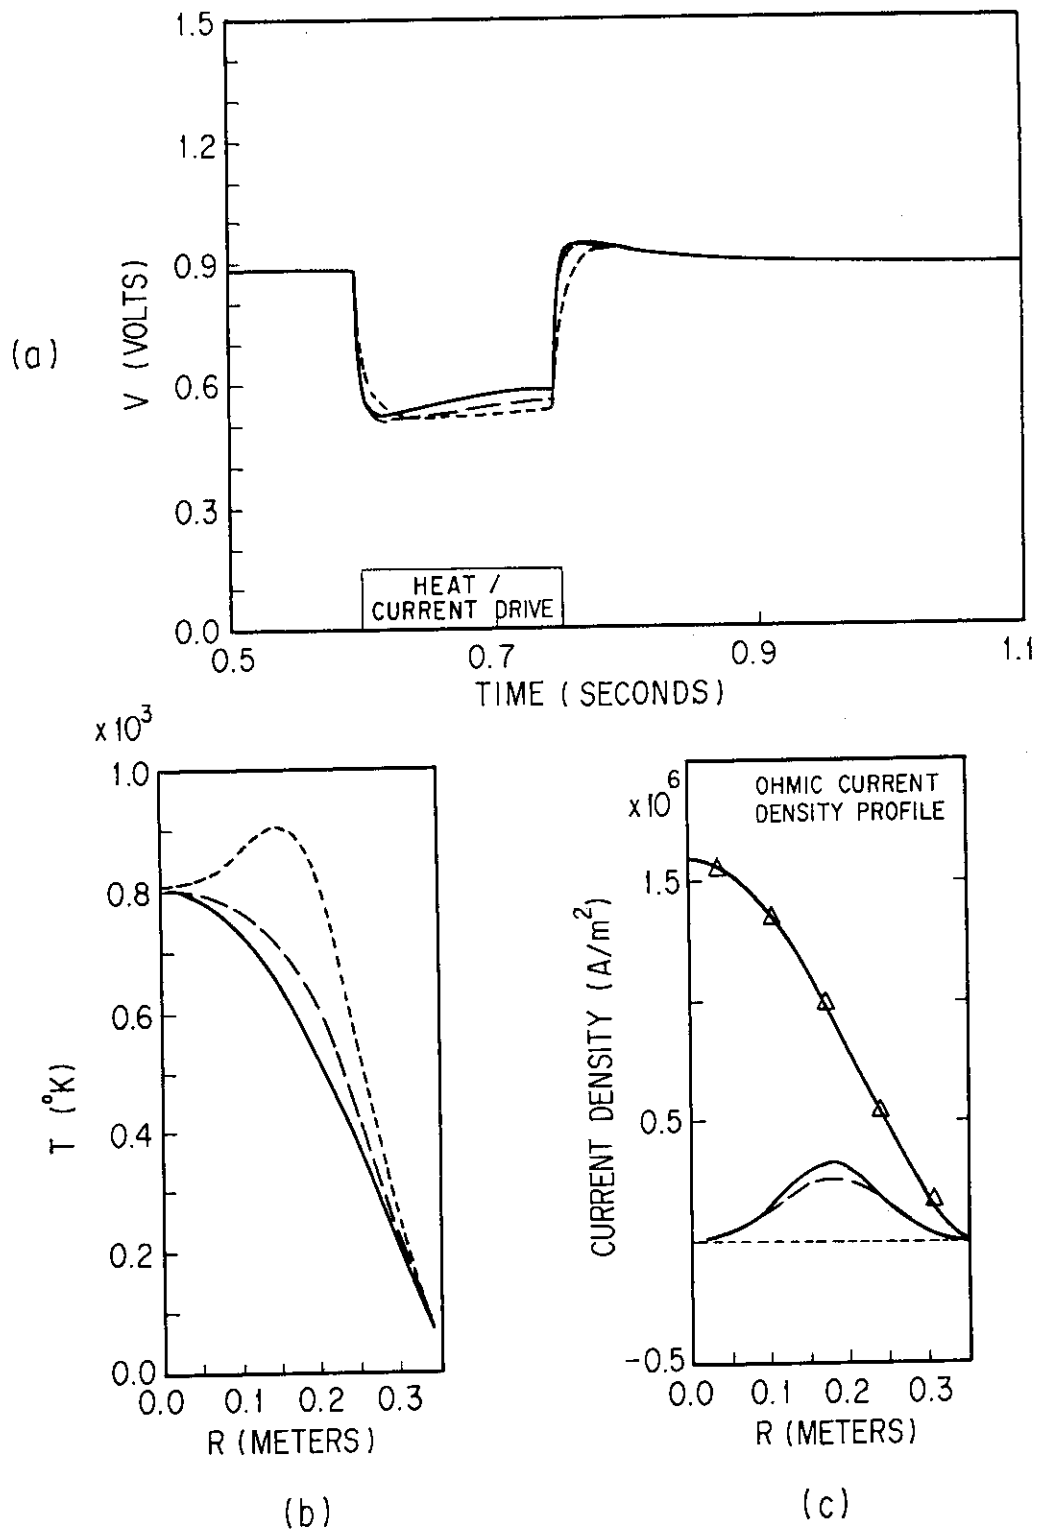 (a)
V (VOLTS)
1.5
1.2
0.9
0.6
0.3
0.0
HEAT /
CURRENT DRIVE
0.5 0.7 0.9 1.1
TIME (SECONDS)
x10³
T (°K)
1.0
0.8
0.6
0.4
0.2
0.0
0.0 0.1 0.2 0.3
R (METERS)
(b)
x10⁶
OHMIC CURRENT
DENSITY PROFILE
CURRENT DENSITY (A/m²)
1.5
0.5
-0.5
0.0 0.1 0.2 0.3
R (METERS)
(c)